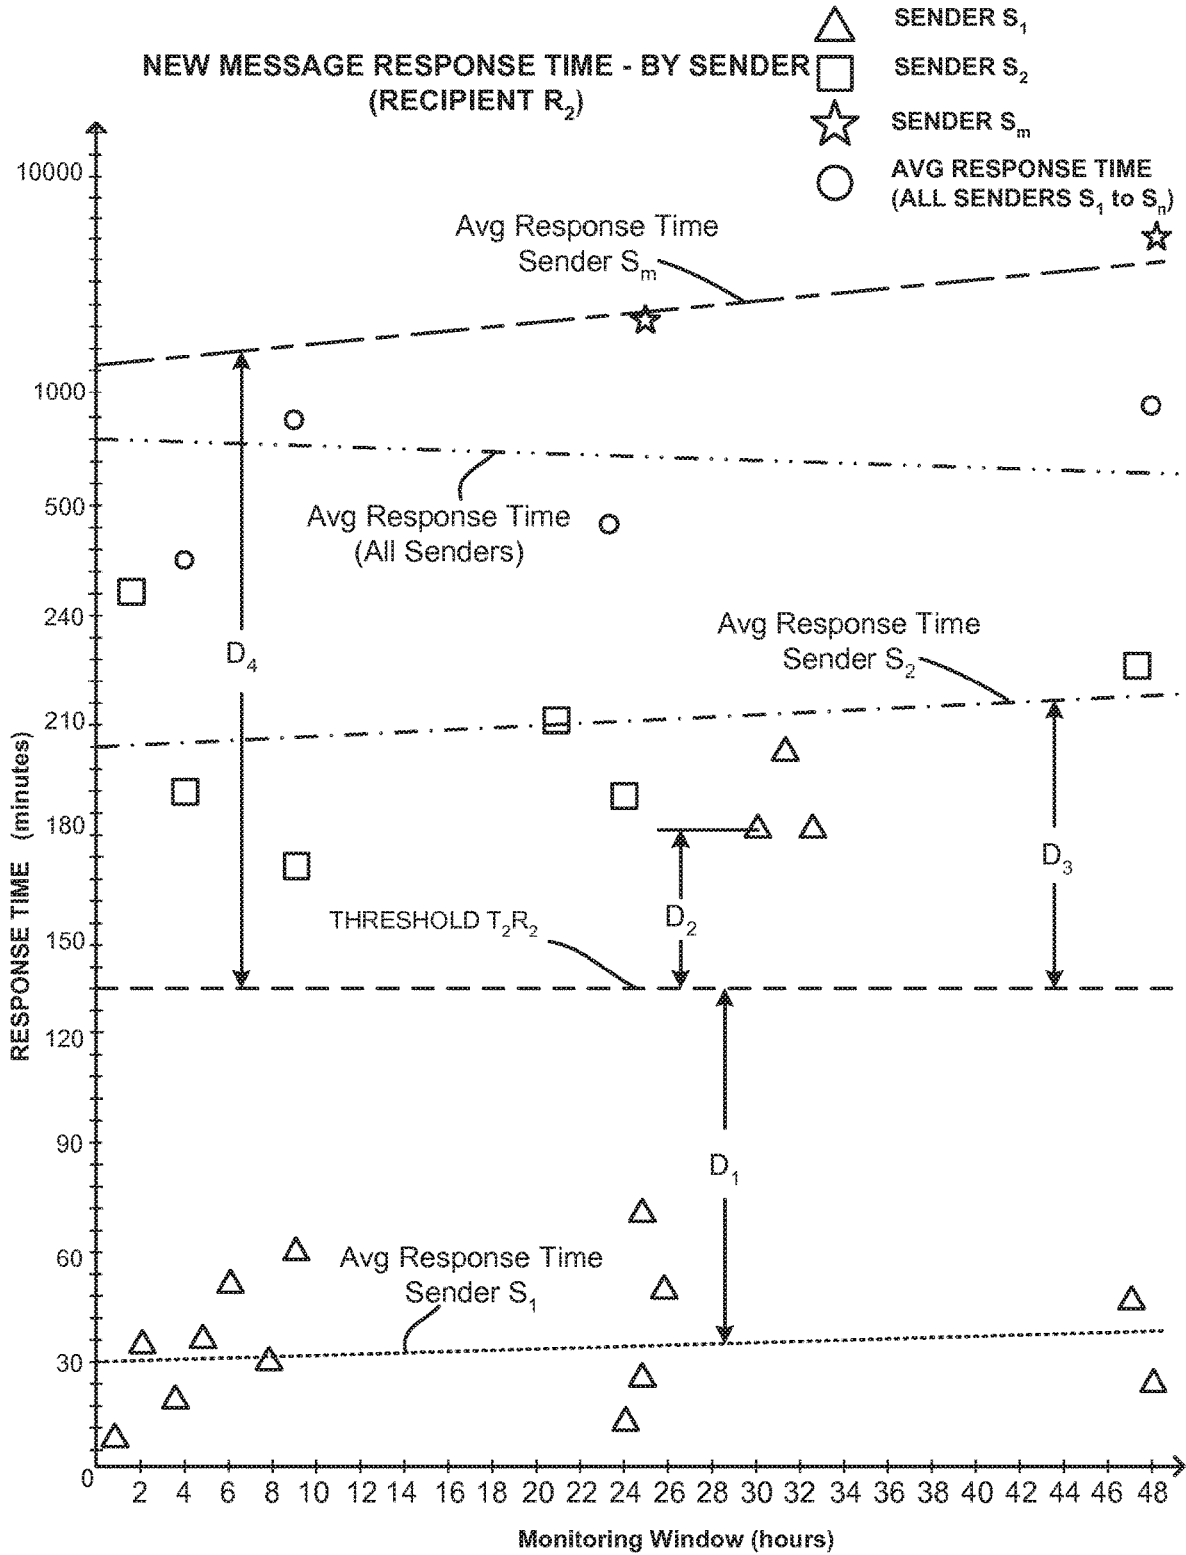 NEW MESSAGE RESPONSE TIME - BY SENDER
(RECIPIENT R2)
SENDER S1
SENDER S2
SENDER Sm
AVG RESPONSE TIME
(ALL SENDERS S1 to Sn)
10000
Avg Response Time
Sender Sm
1000
500
Avg Response Time
(All Senders)
240
Avg Response Time
Sender S2
D4
210
180
D3
D2
THRESHOLD T2R2
150
120
90
D1
60
Avg Response Time
Sender S1
30
0
RESPONSE TIME (minutes)
2 4 6 8 10 12 14 16 18 20 22 24 26 28 30 32 34 36 38 40 42 44 46 48
Monitoring Window (hours)